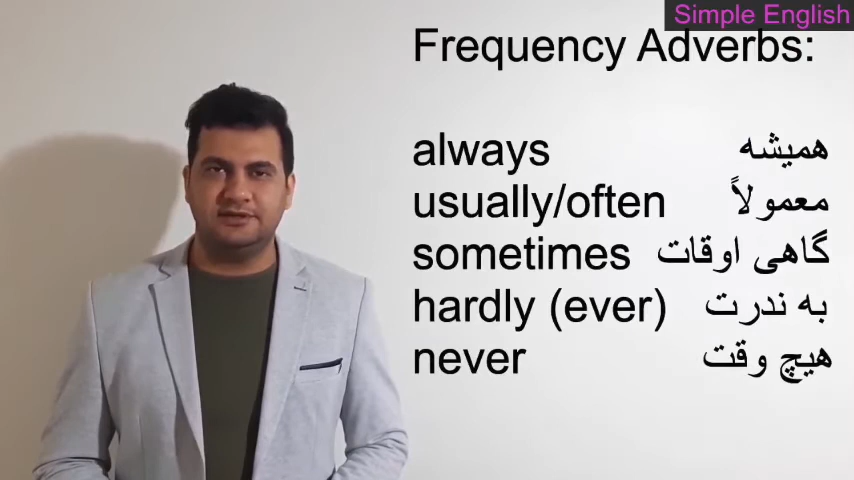 Simple English
Frequency Adverbs:
always همیشه
usually/often معمولاً
sometimes گاهی اوقات
hardly (ever) به ندرت
never هیچ وقت